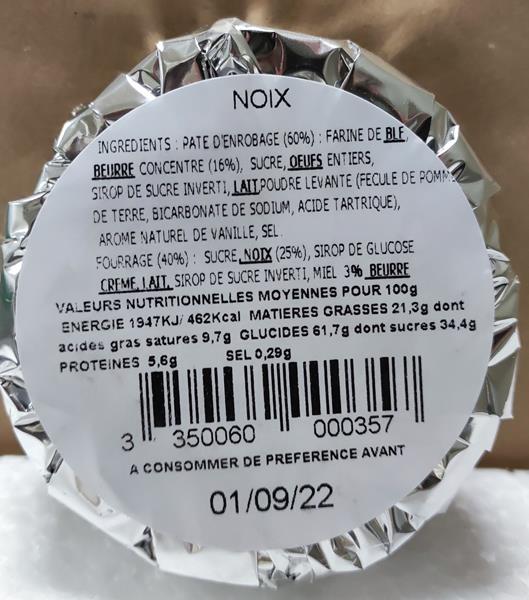 NOIX
INGREDIENTS : PATE D'ENROBAGE (60%) : FARINE DE BLE,
BEURRE CONCENTRE (16%), SUCRE, OEUFS ENTIERS,
SIROP DE SUCRE INVERTI, LAIT, POUDRE LEVANTE (FECULE DE POMME
DE TERRE, BICARBONATE DE SODIUM, ACIDE TARTRIQUE),
AROME NATUREL DE VANILLE, SEL.
FOURRAGE (40%) : SUCRE, NOIX (25%), SIROP DE GLUCOSE
CREME, LAIT, SIROP DE SUCRE INVERTI, MIEL 3% BEURRE
VALEURS NUTRITIONNELLES MOYENNES POUR 100g
ENERGIE 1947KJ/ 462Kcal MATIERES GRASSES 21,3g dont
acides gras satures 9,7g GLUCIDES 61,7g dont sucres 34,4g
PROTEINES 5,6g SEL 0,29g
3 350060 000357
A CONSOMMER DE PREFERENCE AVANT
01/09/22